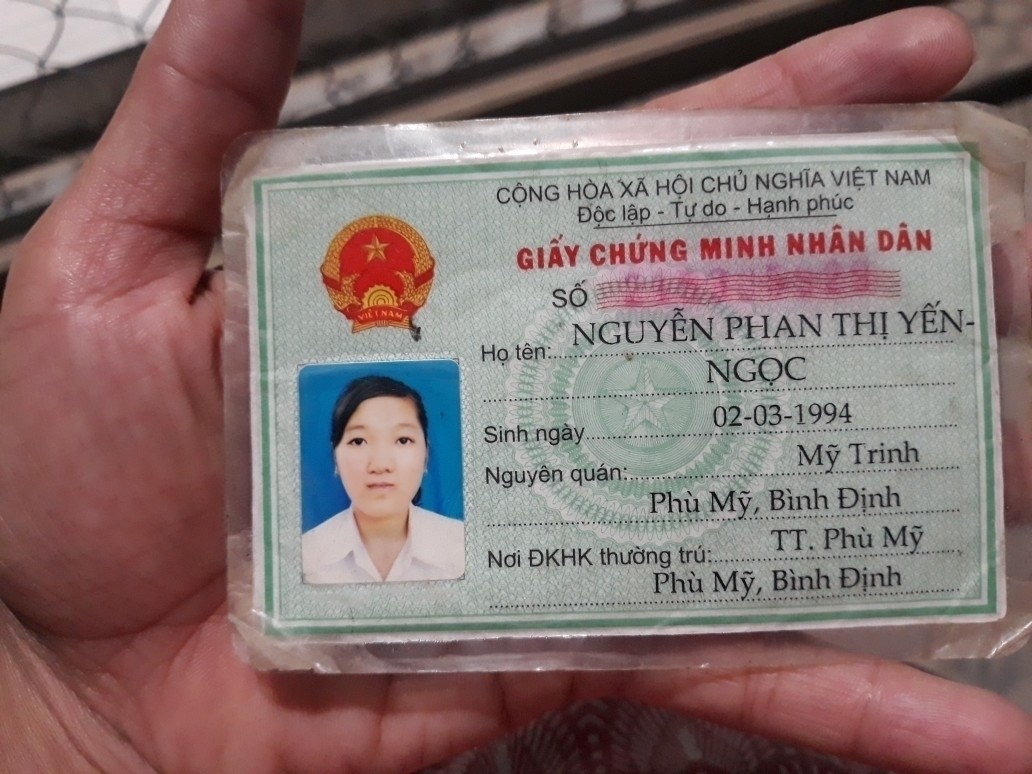 CỘNG HÒA XÃ HỘI CHỦ NGHĨA VIỆT NAM
Độc lập - Tự do - Hạnh phúc
GIẤY CHỨNG MINH NHÂN DÂN
SỐ
Họ tên: NGUYỄN PHAN THỊ YẾN-
NGỌC
Sinh ngày 02-03-1994
Nguyên quán: Mỹ Trinh
Phù Mỹ, Bình Định
Nơi ĐKHK thường trú: TT. Phù Mỹ
Phù Mỹ, Bình Định
VIỆT NAM